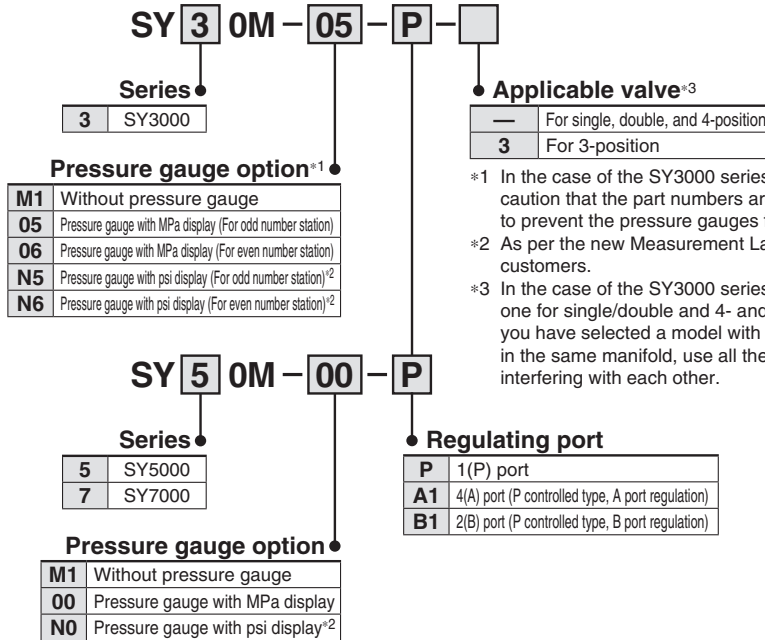 SY 3 0M – 05 – P –
Series
3 SY3000
Pressure gauge option*1
M1 Without pressure gauge
05 Pressure gauge with MPa display (For odd number station)
06 Pressure gauge with MPa display (For even number station)
N5 Pressure gauge with psi display (For odd number station)*2
N6 Pressure gauge with psi display (For even number station)*2
Applicable valve*3
— For single, double, and 4-position
3 For 3-position
*1 In the case of the SY3000 series
caution that the part numbers ar
to prevent the pressure gauges
*2 As per the new Measurement La
customers.
*3 In the case of the SY3000 series
one for single/double and 4- and
you have selected a model with
in the same manifold, use all the
interfering with each other.
SY 5 0M – 00 – P
Series
5 SY5000
7 SY7000
Pressure gauge option
M1 Without pressure gauge
00 Pressure gauge with MPa display
N0 Pressure gauge with psi display*2
Regulating port
P 1(P) port
A1 4(A) port (P controlled type, A port regulation)
B1 2(B) port (P controlled type, B port regulation)